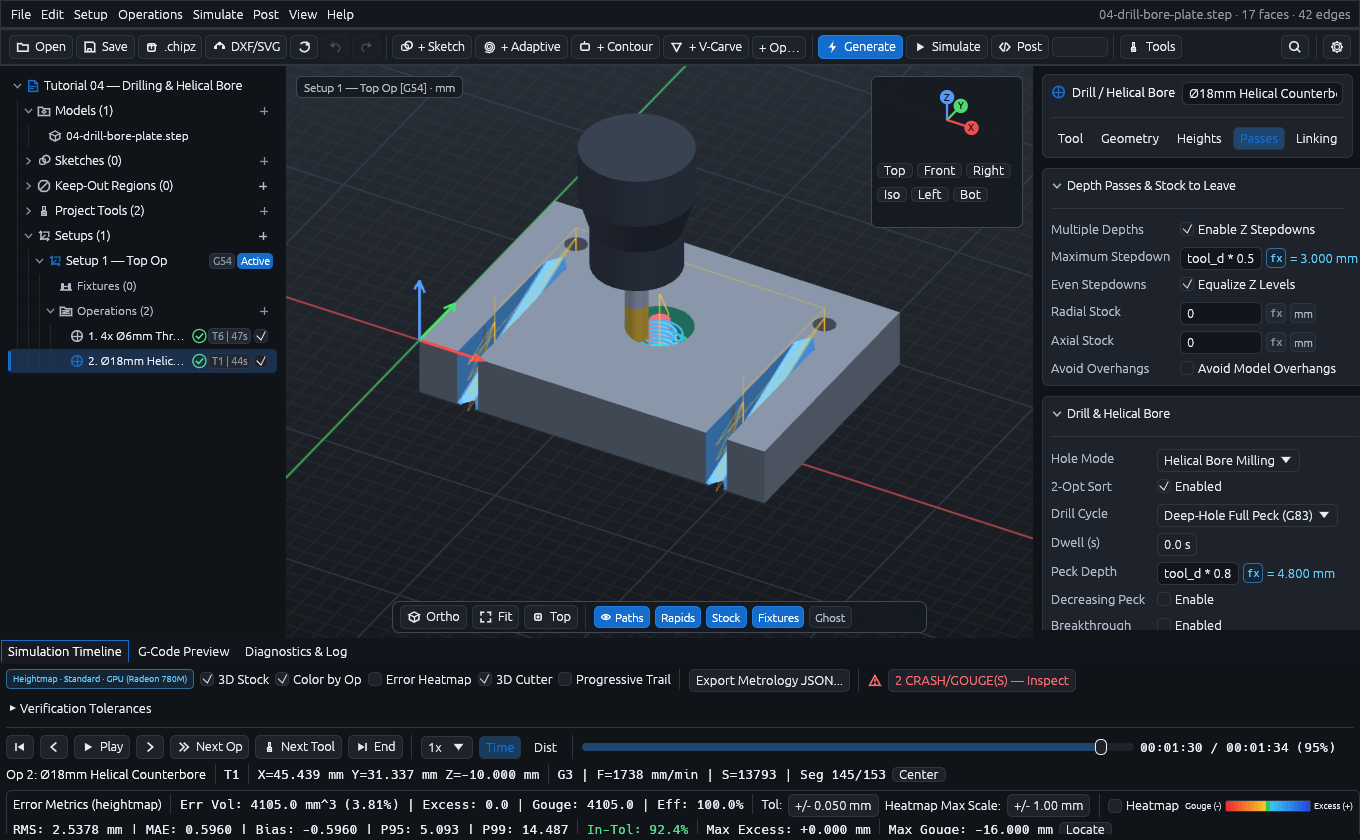 File Edit Setup Operations Simulate Post View Help 04-drill-bore-plate.step · 17 faces · 42 edges
Open Save .chipz DXF/SVG + Sketch + Adaptive + Contour + V-Carve + Op... Generate Simulate Post Tools
Tutorial 04 — Drilling & Helical Bore
Models (1) +
04-drill-bore-plate.step
Sketches (0) +
Keep-Out Regions (0) +
Project Tools (2) +
Setups (1) +
Setup 1 — Top Op G54 Active
Fixtures (0)
Operations (2) +
1. 4x Ø6mm Thr... T6 | 47s
2. Ø18mm Helic... T1 | 44s
Setup 1 — Top Op [G54] · mm
Z
Y
X
Top Front Right
Iso Left Bot
Ortho Fit Top Paths Rapids Stock Fixtures Ghost
Drill / Helical Bore Ø18mm Helical Counterb
Tool Geometry Heights Passes Linking
Depth Passes & Stock to Leave
Multiple Depths Enable Z Stepdowns
Maximum Stepdown tool_d * 0.5 fx = 3.000 mm
Even Stepdowns Equalize Z Levels
Radial Stock 0 fx mm
Axial Stock 0 fx mm
Avoid Overhangs Avoid Model Overhangs
Drill & Helical Bore
Hole Mode Helical Bore Milling
2-Opt Sort Enabled
Drill Cycle Deep-Hole Full Peck (G83)
Dwell (s) 0.0 s
Peck Depth tool_d * 0.8 fx = 4.800 mm
Decreasing Peck Enable
Breakthrough Enabled
Simulation Timeline G-Code Preview Diagnostics & Log
Heightmap · Standard · GPU (Radeon 780M) 3D Stock Color by Op Error Heatmap 3D Cutter Progressive Trail Export Metrology JSON... 2 CRASH/GOUGE(S) — Inspect
Verification Tolerances
Play Next Op Next Tool End 1x Time Dist 00:01:30 / 00:01:34 (95%)
Op 2: Ø18mm Helical Counterbore T1 X=45.439 mm Y=31.337 mm Z=-10.000 mm G3 | F=1738 mm/min | S=13793 | Seg 145/153 Center
Error Metrics (heightmap) Err Vol: 4105.0 mm^3 (3.81%) | Excess: 0.0 | Gouge: 4105.0 | Eff: 100.0% Tol: +/- 0.050 mm Heatmap Max Scale: +/- 1.00 mm Heatmap Gouge (-) Excess (+)
RMS: 2.5378 mm | MAE: 0.5960 | Bias: -0.5960 | P95: 5.093 | P99: 14.487 In-Tol: 92.4% Max Excess: +0.000 mm Max Gouge: -16.000 mm Locate